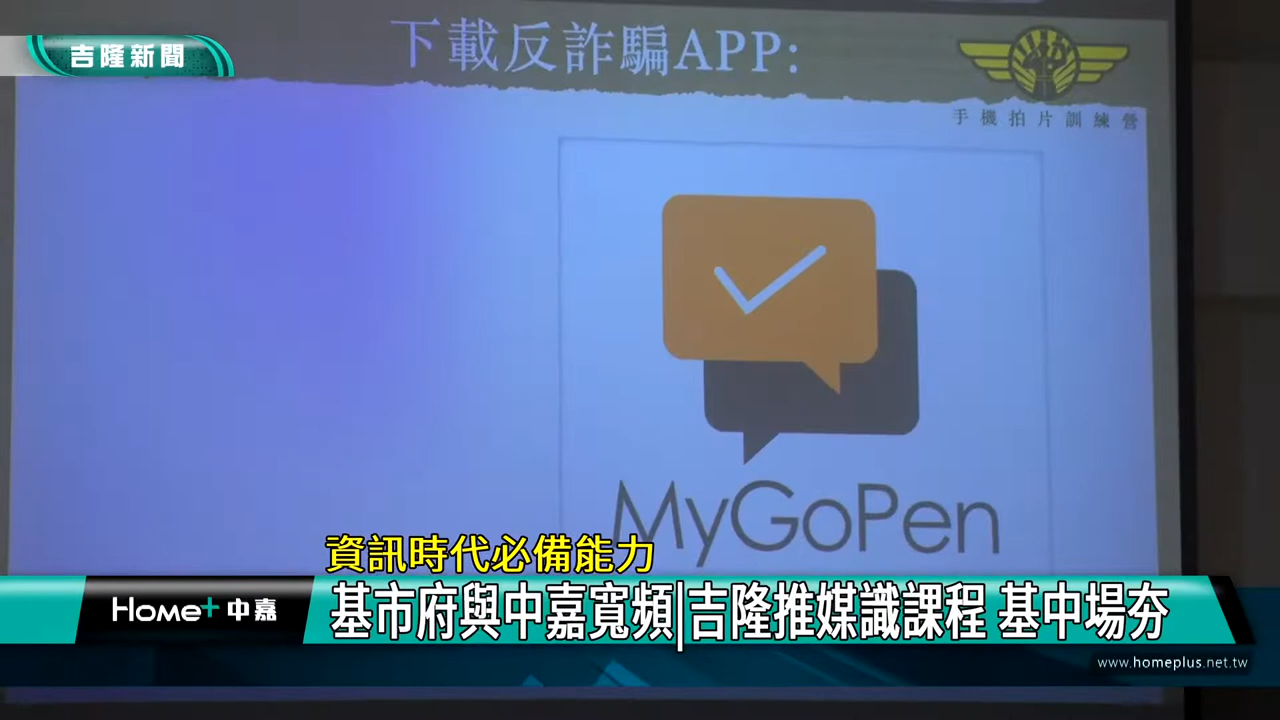 吉隆新聞
下載反詐騙APP:
手機拍片訓練營
MyGoPen
資訊時代必備能力
Home+中嘉
基市府與中嘉寬頻|吉隆推媒識課程 基中場夯
www.homeplus.net.tw